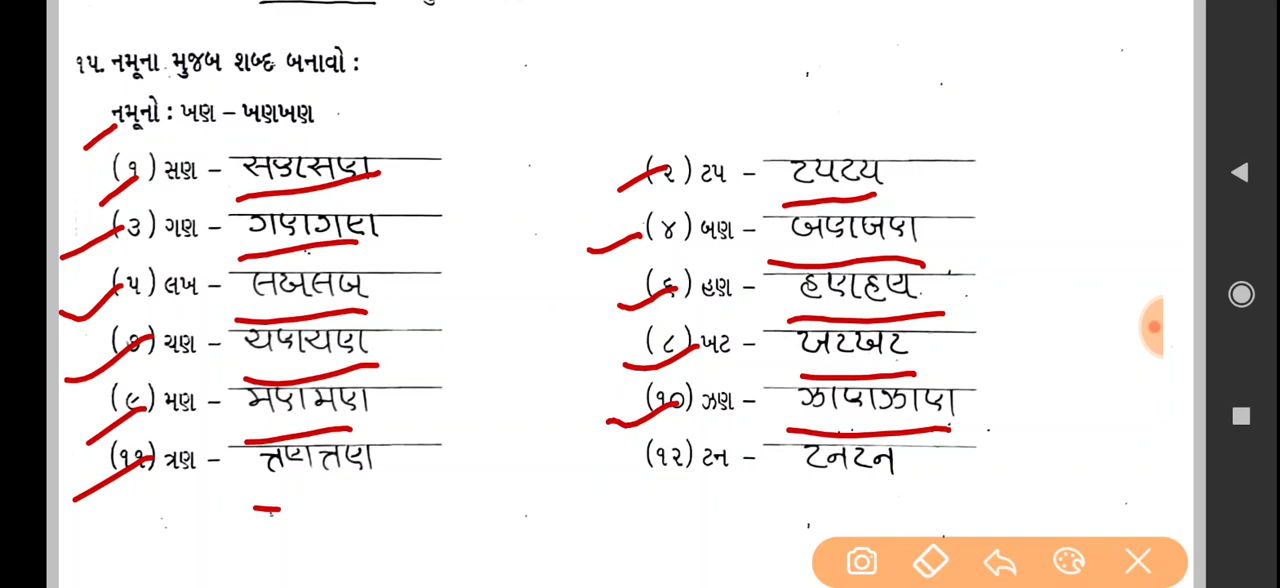 ૧૫. નમૂના મુજબ શબ્દ બનાવો :
નમૂનો : ખણ – ખણખણ
(૧) સણ – સણસણ (૨) ટપ – ટપટપ
(૩) ગણ – ગણગણ (૪) બણ – બણબણ
(૫) લખ – લખલખ (૬) હણ – હણહણ
(૭) ચણ – ચણચણ (૮) ખટ – ખટખટ
(૯) મણ – મણમણ (૧૦) ઝણ – ઝણઝણ
(૧૧) ત્રણ – ત્રણત્રણ (૧૨) ટન – ટનટન